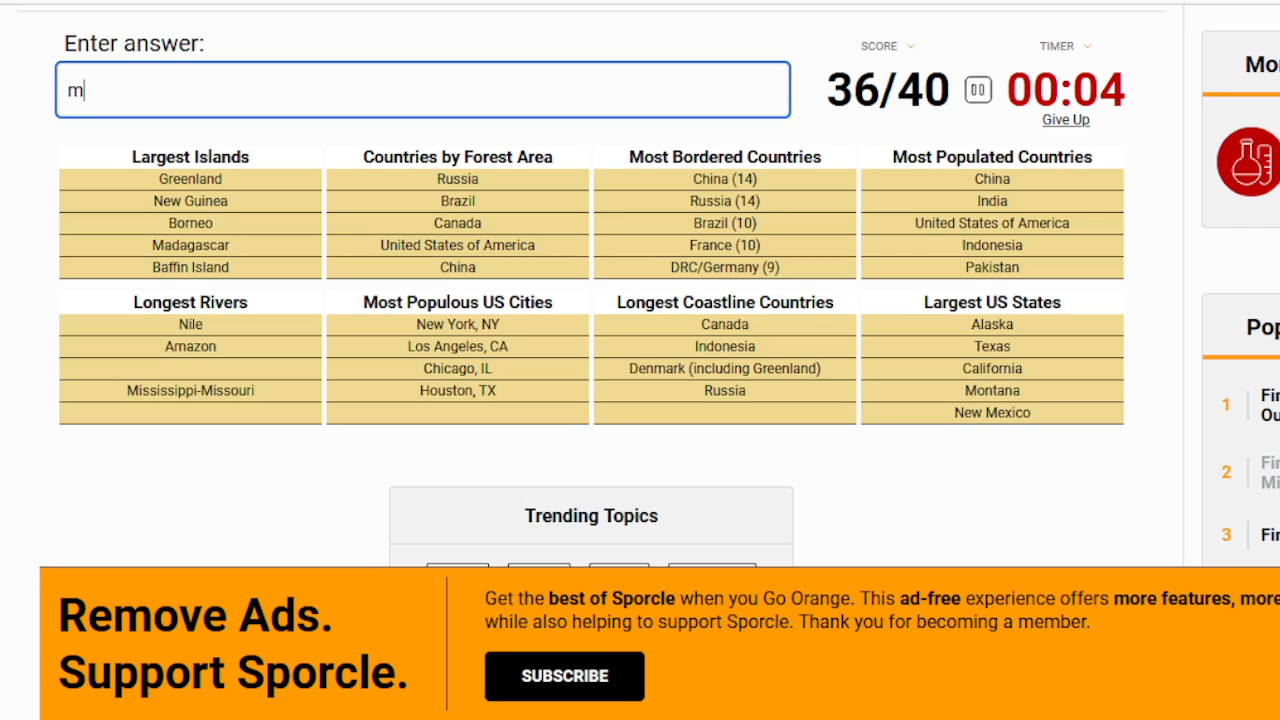 Enter answer:
m
SCORE
TIMER
36/40
00:04
Give Up
Largest Islands
Greenland
New Guinea
Borneo
Madagascar
Baffin Island
Countries by Forest Area
Russia
Brazil
Canada
United States of America
China
Most Bordered Countries
China (14)
Russia (14)
Brazil (10)
France (10)
DRC/Germany (9)
Most Populated Countries
China
India
United States of America
Indonesia
Pakistan
Longest Rivers
Nile
Amazon
Mississippi-Missouri
Most Populous US Cities
New York, NY
Los Angeles, CA
Chicago, IL
Houston, TX
Longest Coastline Countries
Canada
Indonesia
Denmark (including Greenland)
Russia
Largest US States
Alaska
Texas
California
Montana
New Mexico
Trending Topics
Mo
Pop
1
Fir
Ou
2
Fir
Mi
3
Fir
Remove Ads.
Support Sporcle.
Get the best of Sporcle when you Go Orange. This ad-free experience offers more features, more
while also helping to support Sporcle. Thank you for becoming a member.
SUBSCRIBE